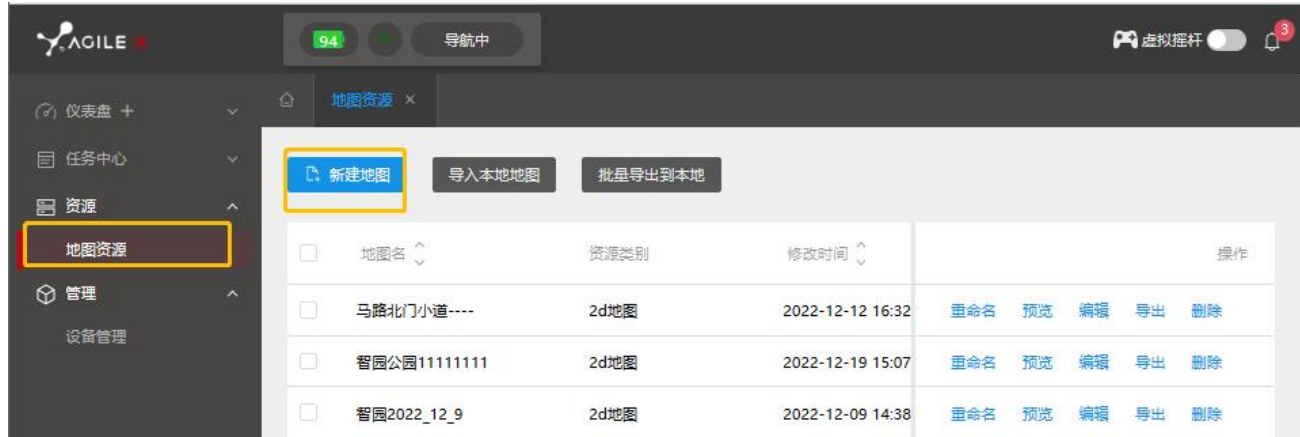 AGILE
94 导航中 虚拟摇杆 3
仪表盘 +
地图资源 ×
任务中心
资源
地图资源
管理
设备管理
新建地图 导入本地地图 批量导出到本地
地图名 资源类别 修改时间 操作
马路北门小道---- 2d地图 2022-12-12 16:32 重命名 预览 编辑 导出 删除
智园公园11111111 2d地图 2022-12-19 15:07 重命名 预览 编辑 导出 删除
智园2022_12_9 2d地图 2022-12-09 14:38 重命名 预览 编辑 导出 删除